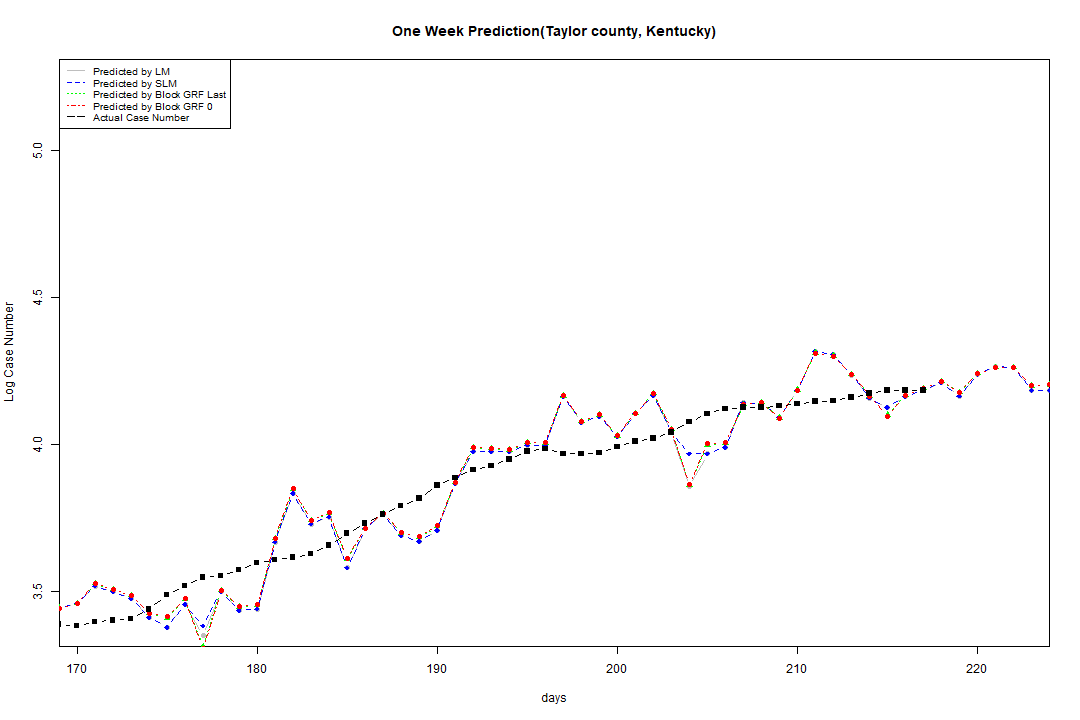 One Week Prediction(Taylor county, Kentucky)
Predicted by LM
Predicted by SLM
Predicted by Block GRF Last
Predicted by Block GRF 0
Actual Case Number
Log Case Number
5.0
4.5
4.0
3.5
170 180 190 200 210 220
days